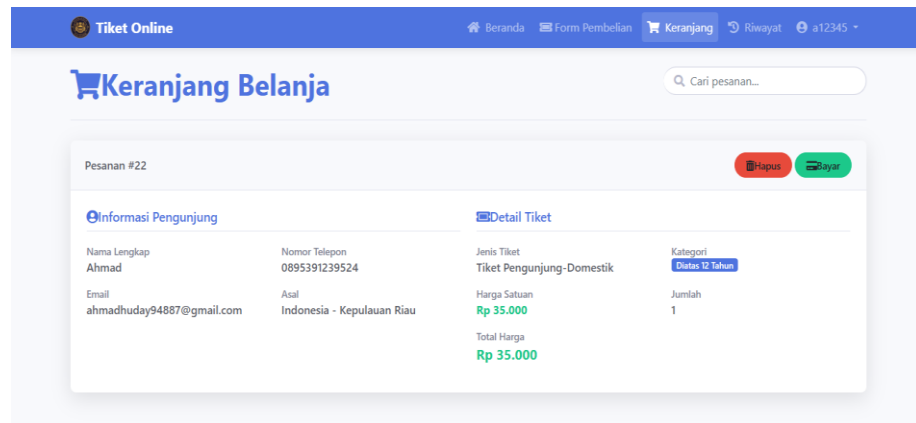 Tiket Online
Beranda Form Pembelian Keranjang Riwayat a12345
Keranjang Belanja
Cari pesanan...
Pesanan #22
Hapus Bayar
Informasi Pengunjung
Nama Lengkap Nomor Telepon
Ahmad 0895391239524
Email Asal
ahmadhuday94887@gmail.com Indonesia - Kepulauan Riau
Detail Tiket
Jenis Tiket Kategori
Tiket Pengunjung-Domestik Diatas 12 Tahun
Harga Satuan Jumlah
Rp 35.000 1
Total Harga
Rp 35.000